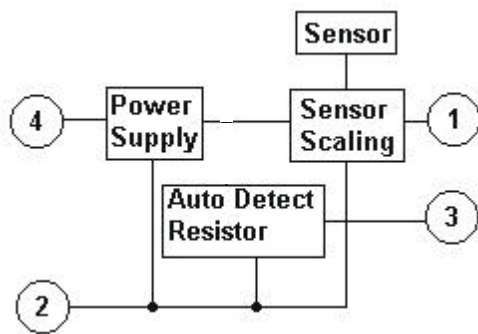 Sensor
4
Power
Supply
Sensor
Scaling
1
Auto Detect
Resistor
3
2